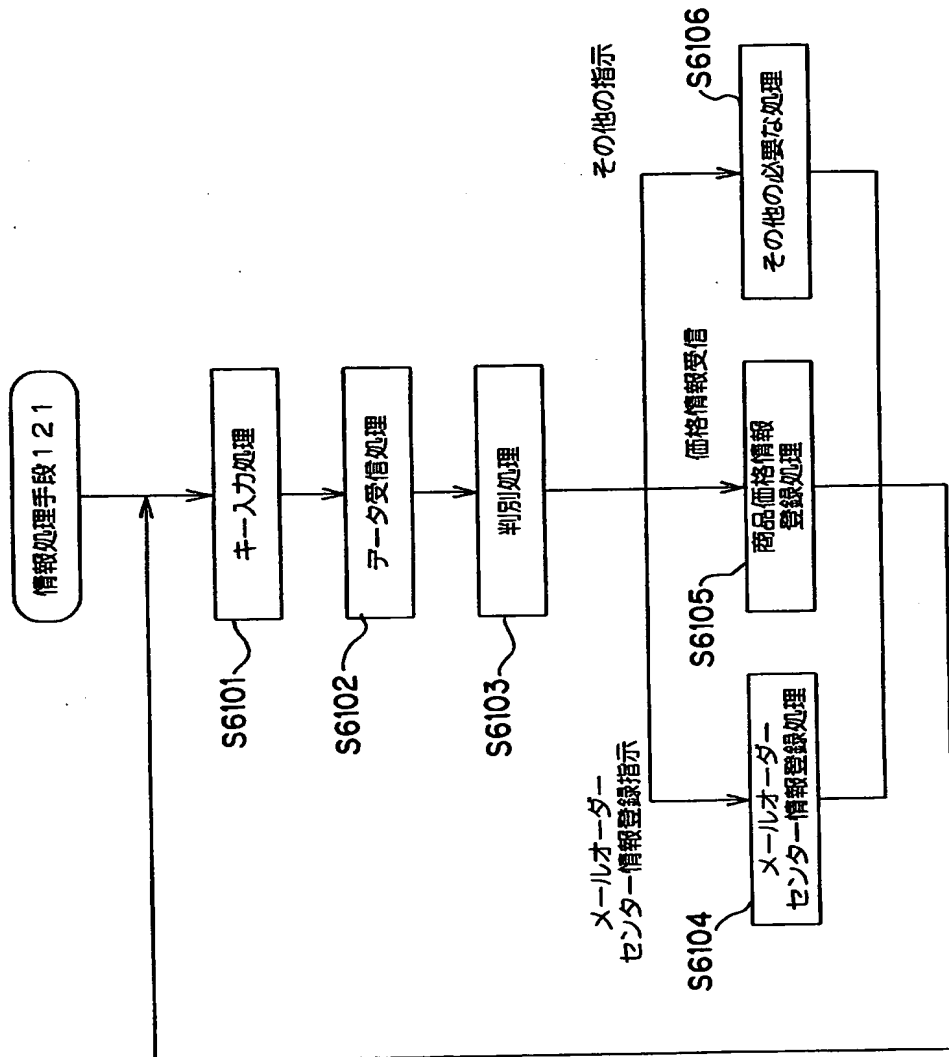 情報処理手段121
キー入力処理
S6101
データ受信処理
S6102
判別処理
S6103
メールオーダー
センター情報登録指示
価格情報受信
その他の指示
メールオーダー
センター情報登録処理
S6104
商品価格情報
登録処理
S6105
その他の必要な処理
S6106